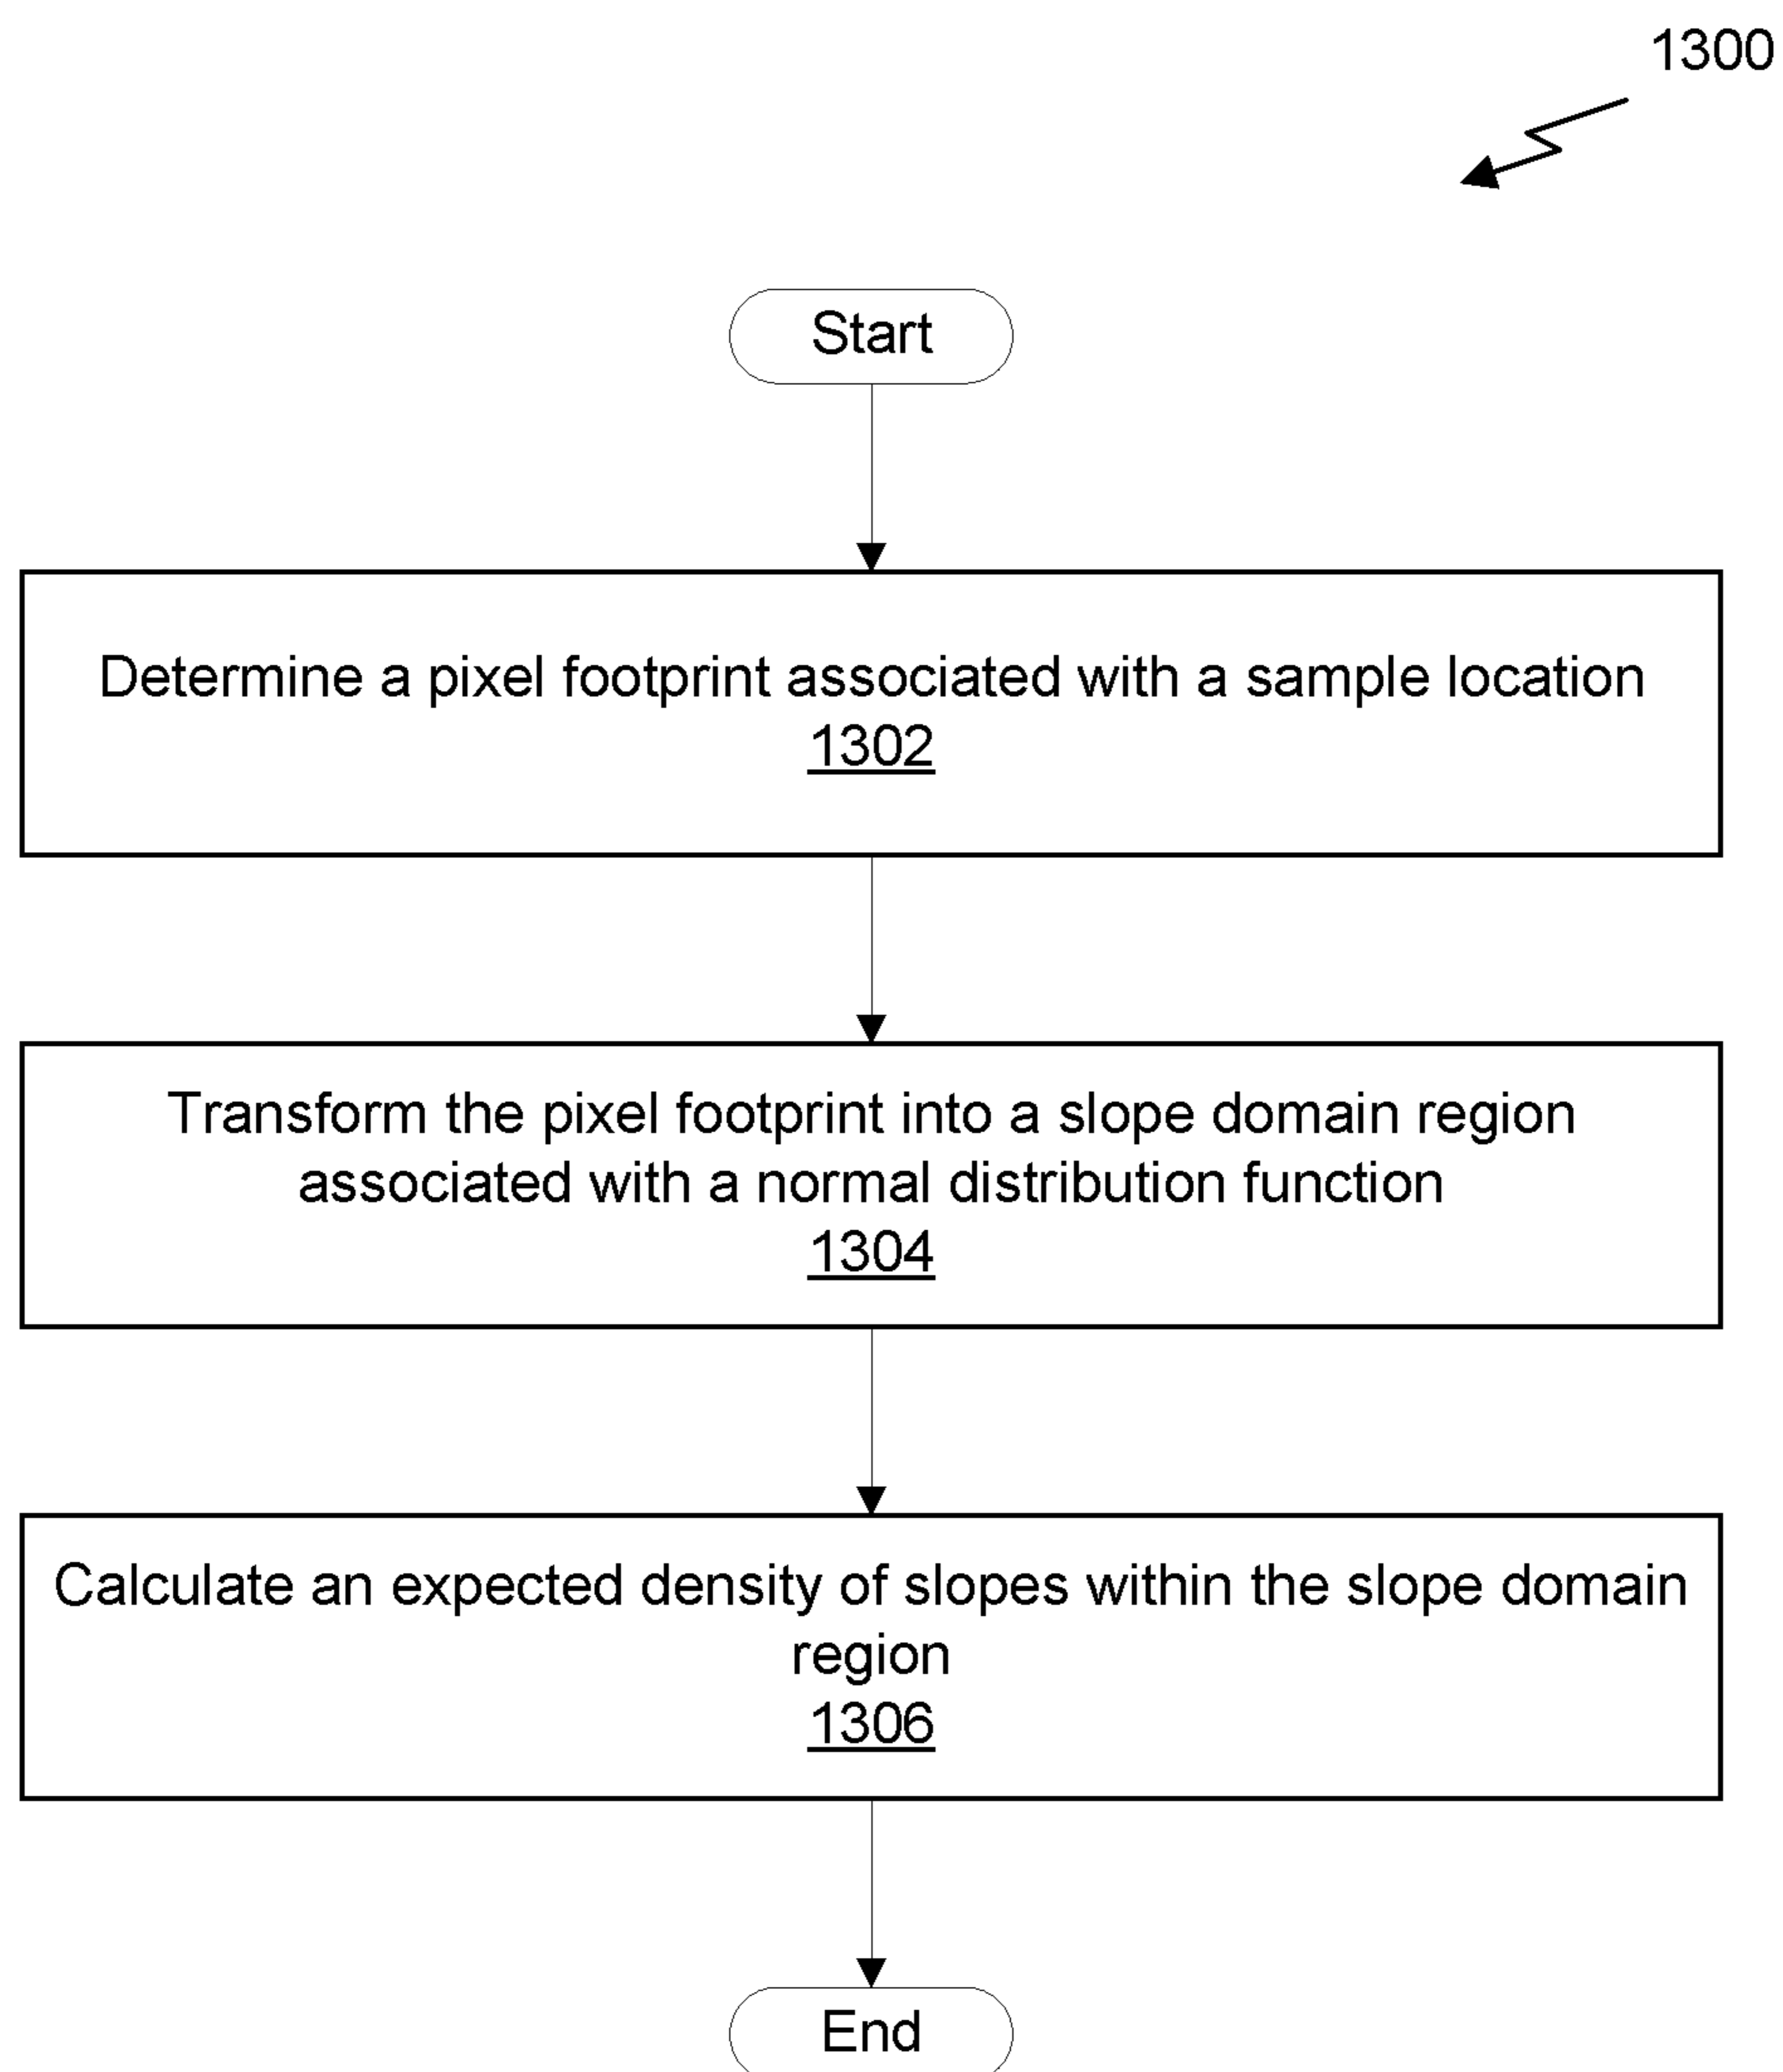 1300
Start
Determine a pixel footprint associated with a sample location
1302
Transform the pixel footprint into a slope domain region
associated with a normal distribution function
1304
Calculate an expected density of slopes within the slope domain
region
1306
End